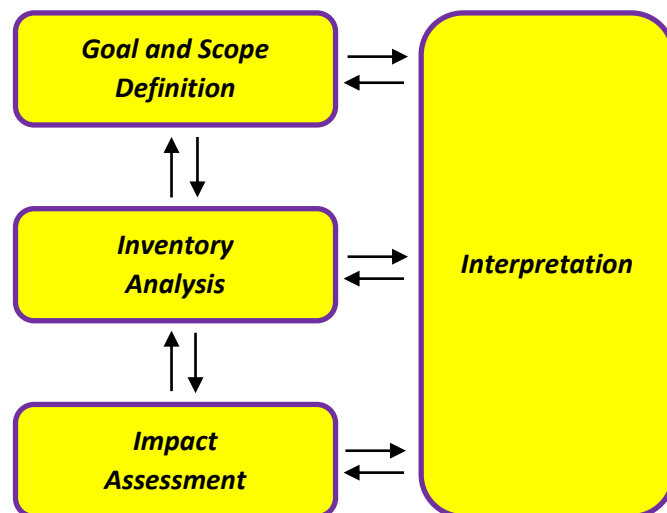 Goal and Scope
Definition
Inventory
Analysis
Interpretation
Impact
Assessment